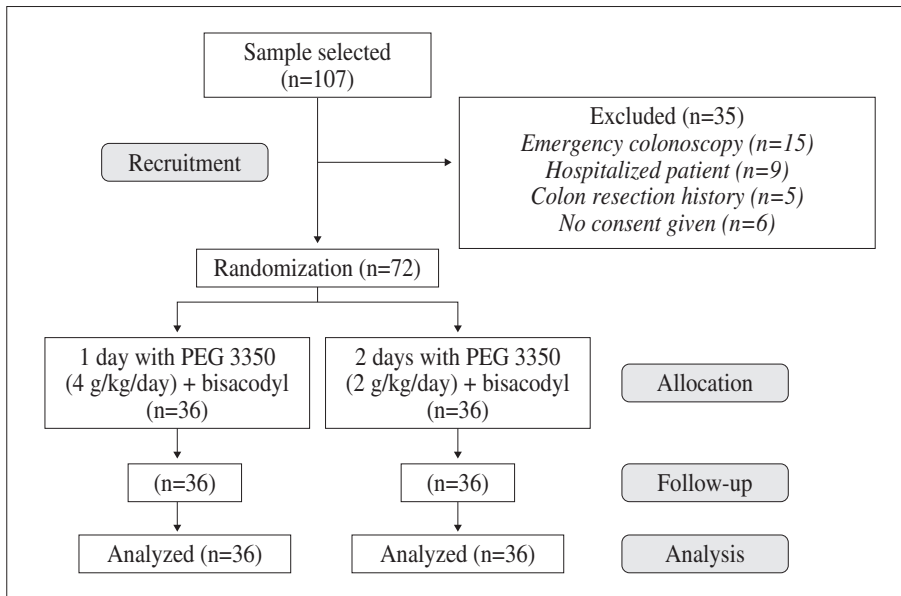 Sample selected
(n=107)
Excluded (n=35)
Emergency colonoscopy (n=15)
Hospitalized patient (n=9)
Colon resection history (n=5)
No consent given (n=6)
Recruitment
Randomization (n=72)
1 day with PEG 3350
(4 g/kg/day) + bisacodyl
(n=36)
2 days with PEG 3350
(2 g/kg/day) + bisacodyl
(n=36)
Allocation
(n=36)
(n=36)
Follow-up
Analyzed (n=36)
Analyzed (n=36)
Analysis